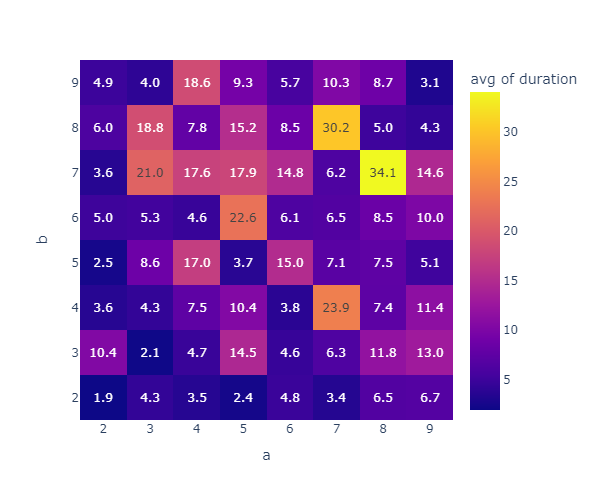 avg of duration
9 4.9 4.0 18.6 9.3 5.7 10.3 8.7 3.1
8 6.0 18.8 7.8 15.2 8.5 30.2 5.0 4.3
7 3.6 21.0 17.6 17.9 14.8 6.2 34.1 14.6
6 5.0 5.3 4.6 22.6 6.1 6.5 8.5 10.0
5 2.5 8.6 17.0 3.7 15.0 7.1 7.5 5.1
4 3.6 4.3 7.5 10.4 3.8 23.9 7.4 11.4
3 10.4 2.1 4.7 14.5 4.6 6.3 11.8 13.0
2 1.9 4.3 3.5 2.4 4.8 3.4 6.5 6.7
2 3 4 5 6 7 8 9
a
b
30
25
20
15
10
5